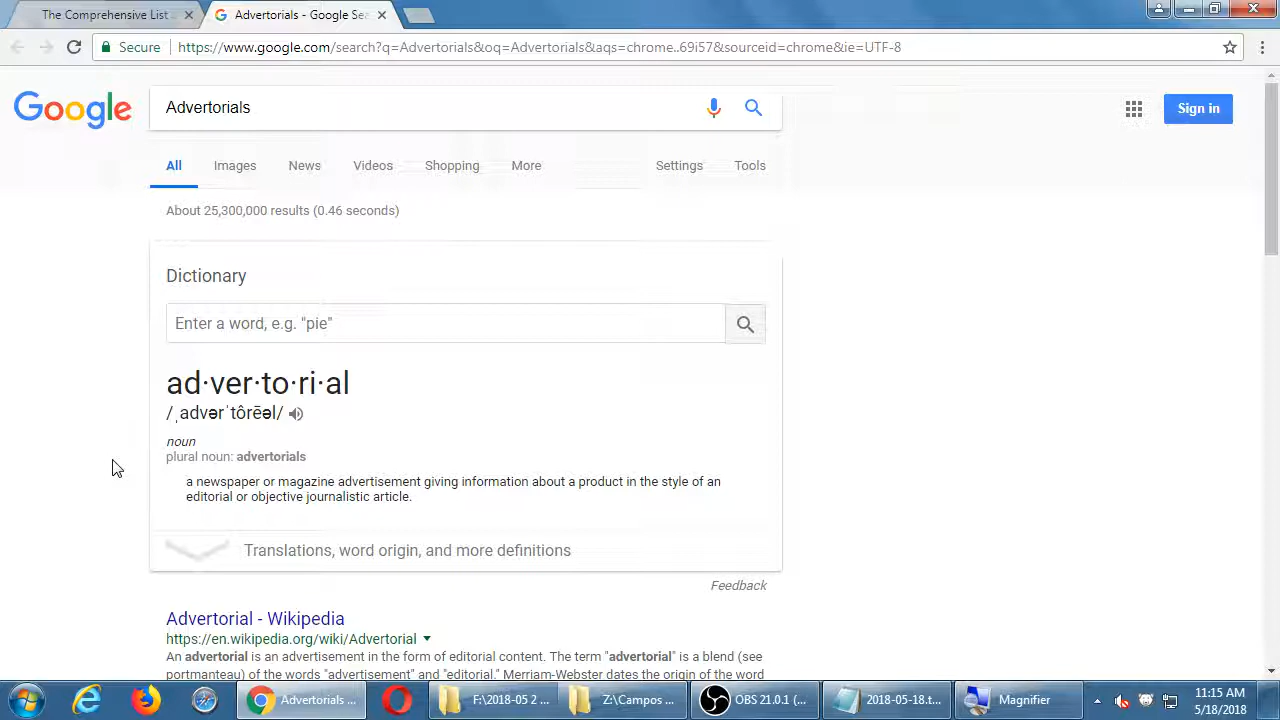 The Comprehensive List
Advertorials - Google Sea
Secure
https://www.google.com/search?q=Advertorials&oq=Advertorials&aqs=chrome..69i57&sourceid=chrome&ie=UTF-8
Google
Advertorials
Sign in
All Images News Videos Shopping More Settings Tools
About 25,300,000 results (0.46 seconds)
Dictionary
Enter a word, e.g. "pie"
ad·ver·to·ri·al
/ˌadvərˈtôrēəl/
noun
plural noun: advertorials
a newspaper or magazine advertisement giving information about a product in the style of an
editorial or objective journalistic article.
Translations, word origin, and more definitions
Feedback
Advertorial - Wikipedia
https://en.wikipedia.org/wiki/Advertorial
An advertorial is an advertisement in the form of editorial content. The term "advertorial" is a blend (see
portmanteau) of the words "advertisement" and "editorial." Merriam-Webster dates the origin of the word
Advertorials ...
F:\2018-05 2 ...
Z:\Campos ...
OBS 21.0.1 (...
2018-05-18.t...
Magnifier
11:15 AM
5/18/2018